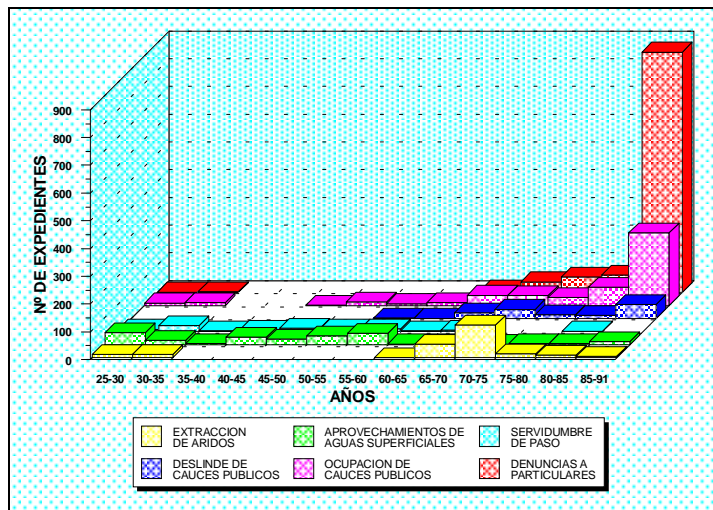 900
800
700
600
500
400
300
200
100
0
Nº DE EXPEDIENTES
25-30 30-35 35-40 40-45 45-50 50-55 55-60 60-65 65-70 70-75 75-80 80-85 85-91
AÑOS
EXTRACCION DE ARIDOS
APROVECHAMIENTOS DE AGUAS SUPERFICIALES
SERVIDUMBRE DE PASO
DESLINDE DE CAUCES PUBLICOS
OCUPACION DE CAUCES PUBLICOS
DENUNCIAS A PARTICULARES